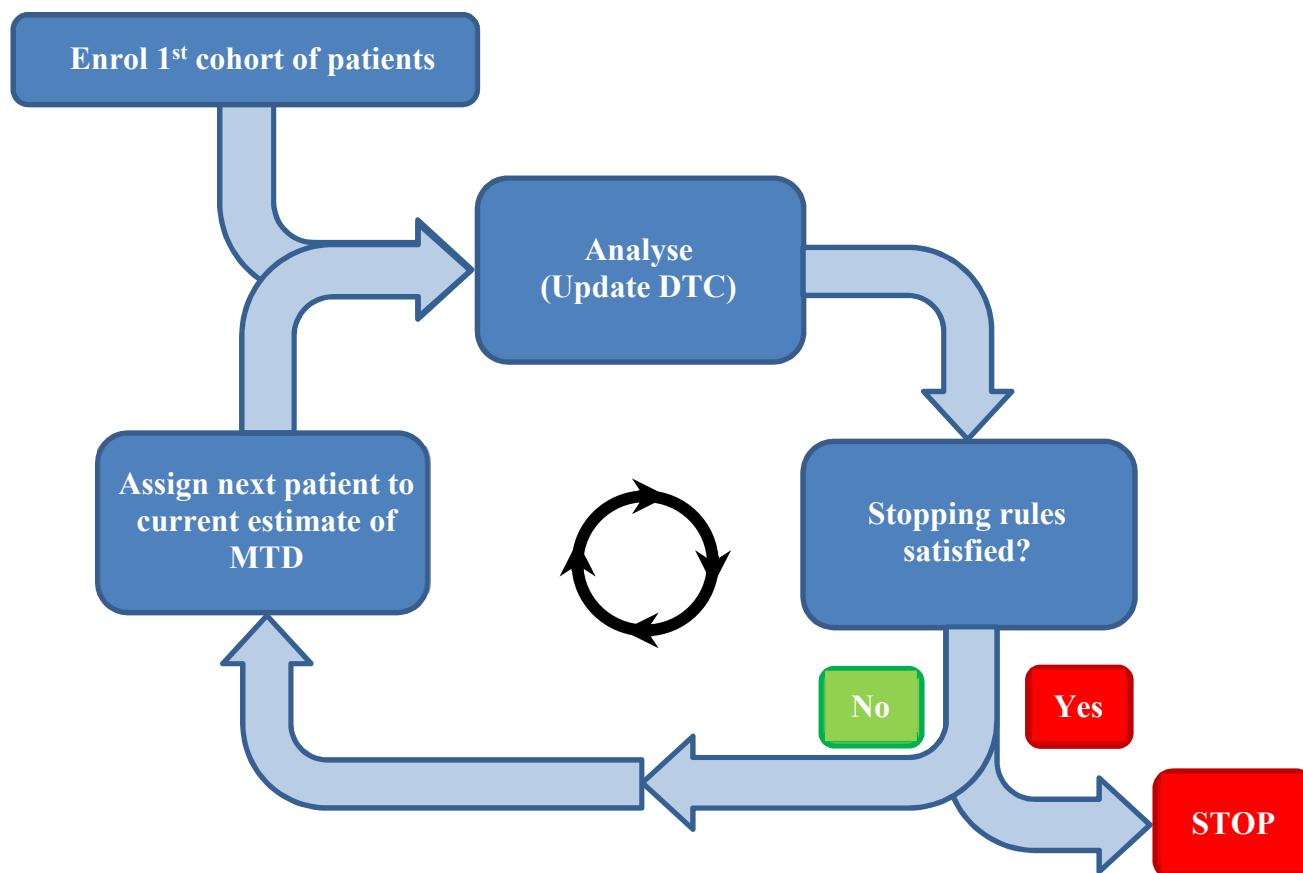 Enrol 1st cohort of patients
Analyse
(Update DTC)
Assign next patient to
current estimate of
MTD
Stopping rules
satisfied?
No
Yes
STOP